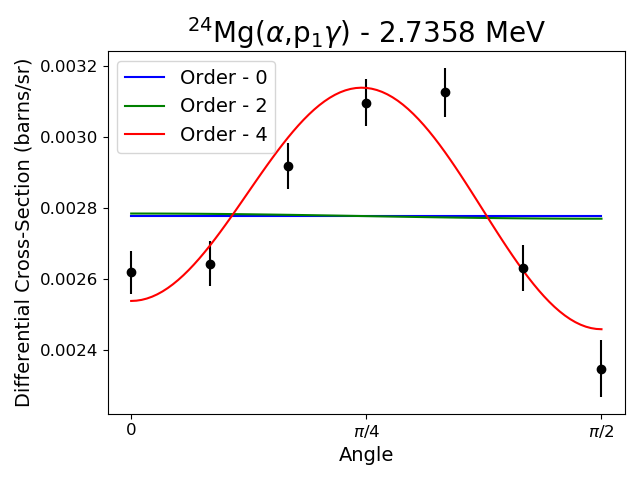 ²⁴Mg(α,p₁γ) - 2.7358 MeV
Differential Cross-Section (barns/sr)
Order - 0
Order - 2
Order - 4
0.0032
0.0030
0.0028
0.0026
0.0024
0
π/4
π/2
Angle